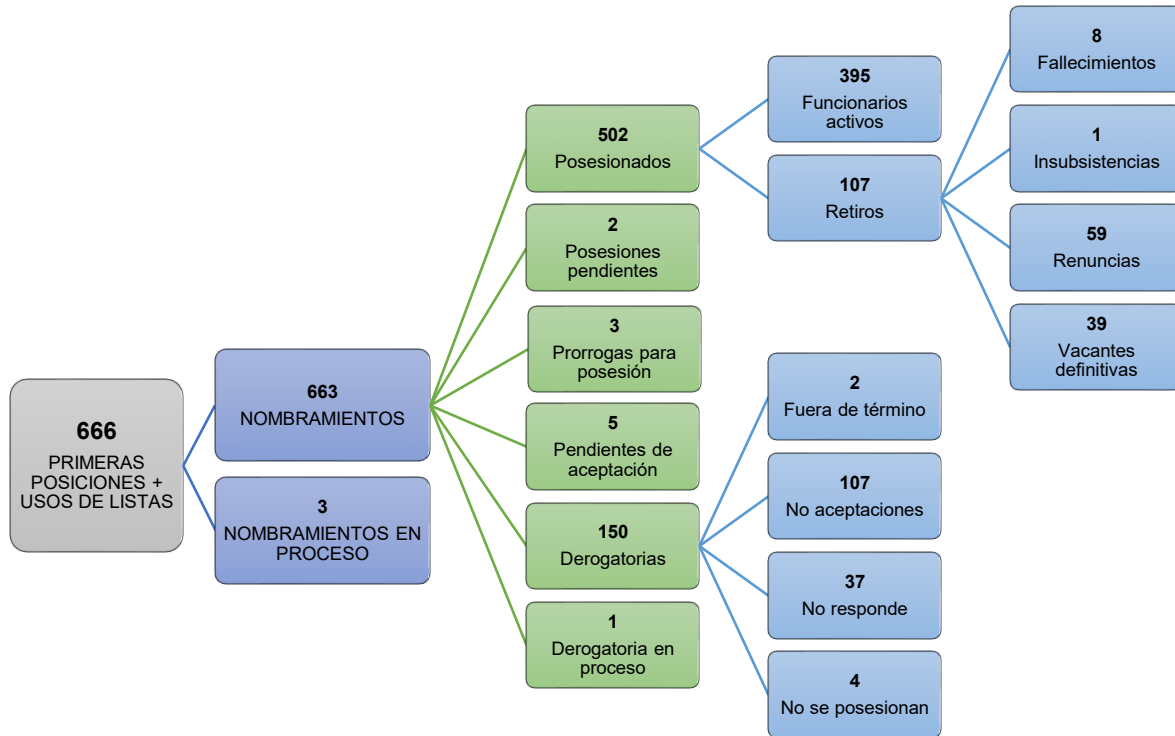 666
PRIMERAS
POSICIONES +
USOS DE LISTAS
663
NOMBRAMIENTOS
3
NOMBRAMIENTOS EN
PROCESO
502
Posesionados
2
Posesiones
pendientes
3
Prorrogas para
posesión
5
Pendientes de
aceptación
150
Derogatorias
1
Derogatoria en
proceso
395
Funcionarios
activos
107
Retiros
8
Fallecimientos
1
Insubsistencias
59
Renuncias
39
Vacantes
definitivas
2
Fuera de término
107
No aceptaciones
37
No responde
4
No se posesionan